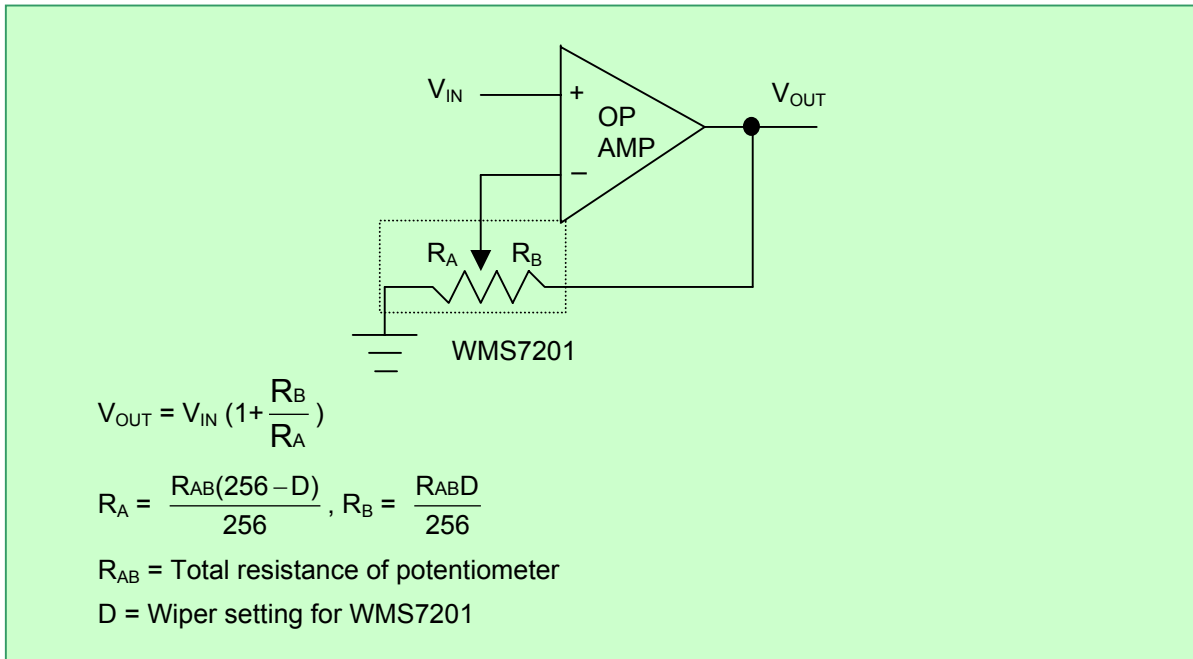 V_IN
+
OP
AMP
−
V_OUT
R_A R_B
WMS7201
V_OUT = V_IN (1+ R_B / R_A )
R_A = R_AB(256 – D) / 256 , R_B = R_ABD / 256
R_AB = Total resistance of potentiometer
D = Wiper setting for WMS7201